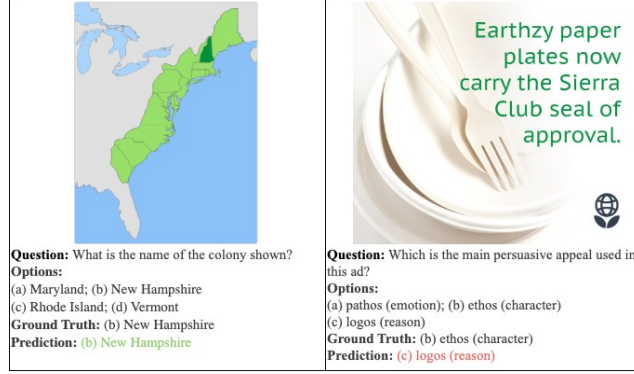 Earthzy paper
plates now
carry the Sierra
Club seal of
approval.
Question: What is the name of the colony shown?
Options:
(a) Maryland; (b) New Hampshire
(c) Rhode Island; (d) Vermont
Ground Truth: (b) New Hampshire
Prediction: (b) New Hampshire
Question: Which is the main persuasive appeal used in
this ad?
Options:
(a) pathos (emotion); (b) ethos (character)
(c) logos (reason)
Ground Truth: (b) ethos (character)
Prediction: (c) logos (reason)